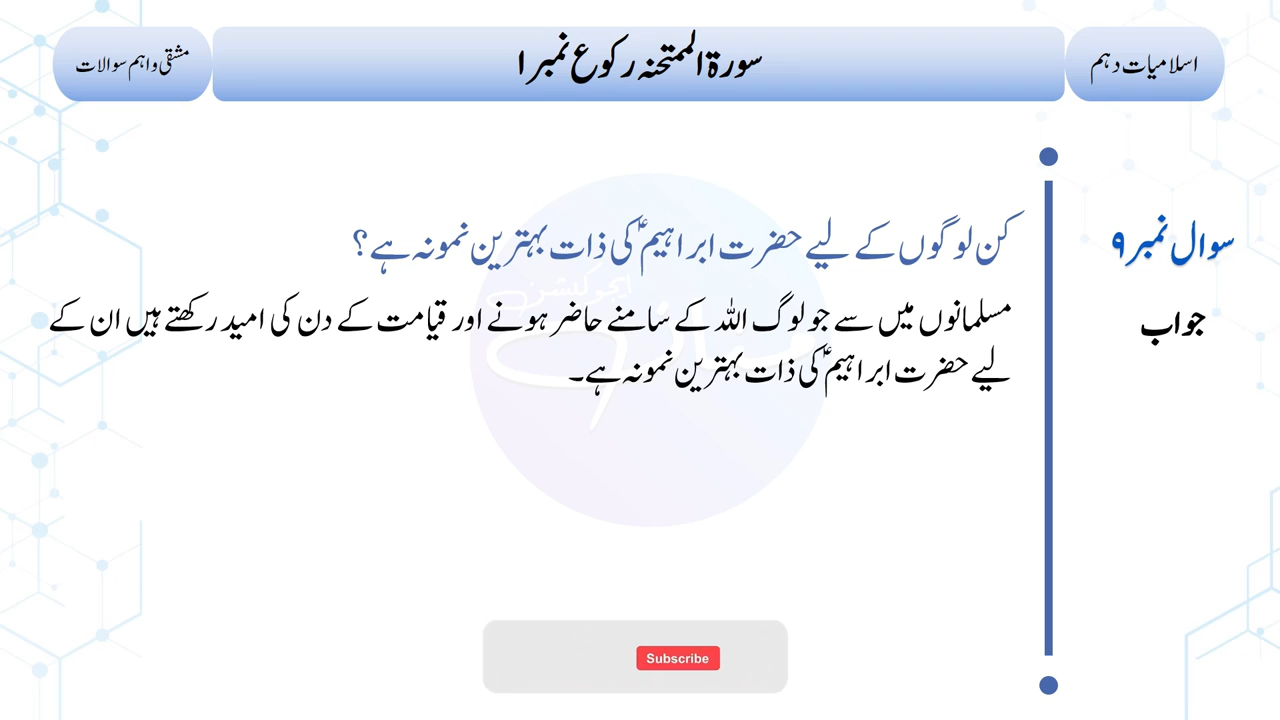 اسلامیات دہم
سورۃ الممتحنہ رکوع نمبر ۱
مشقی و اہم سوالات
سوال نمبر ۹
کن لوگوں کے لیے حضرت ابراہیمؑ کی ذات بہترین نمونہ ہے؟
جواب
مسلمانوں میں سے جو لوگ اللہ کے سامنے حاضر ہونے اور قیامت کے دن کی امید رکھتے ہیں ان کے
لیے حضرت ابراہیمؑ کی ذات بہترین نمونہ ہے۔
ایجوکیشن
Subscribe